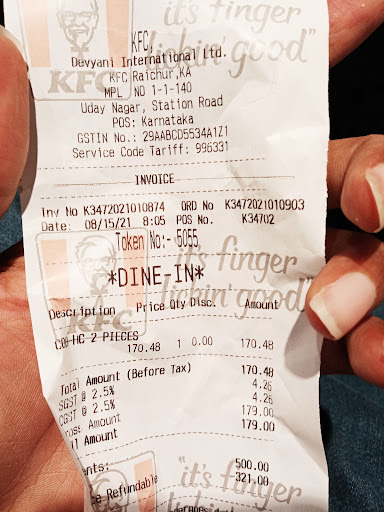 it's finger
lickin' good"
KFC
KFC,
Devyani International Ltd.
KFC Raichur,KA
MPL NO 1-1-140
Uday Nagar, Station Road
POS: Karnataka
GSTIN No.: 29AABCD5534A1Z1
Service Code Tariff: 996331
INVOICE
Inv No K3472021010874 ORD No K3472021010903
Date: 08/15/21 8:05 POS No. K34702
Token No:- 5055
it's finger
lickin' good"
KFC
*DINE-IN*
Description Price Qty Disc. Amount
HC 2 PIECES
170.48 1 0.00 170.48
Total Amount (Before Tax) 170.48
SGST @ 2.5% 4.26
CGST @ 2.5% 4.26
Amount 179.00
Amount 179.00
500.00
Refundable 321.00
"it's finger